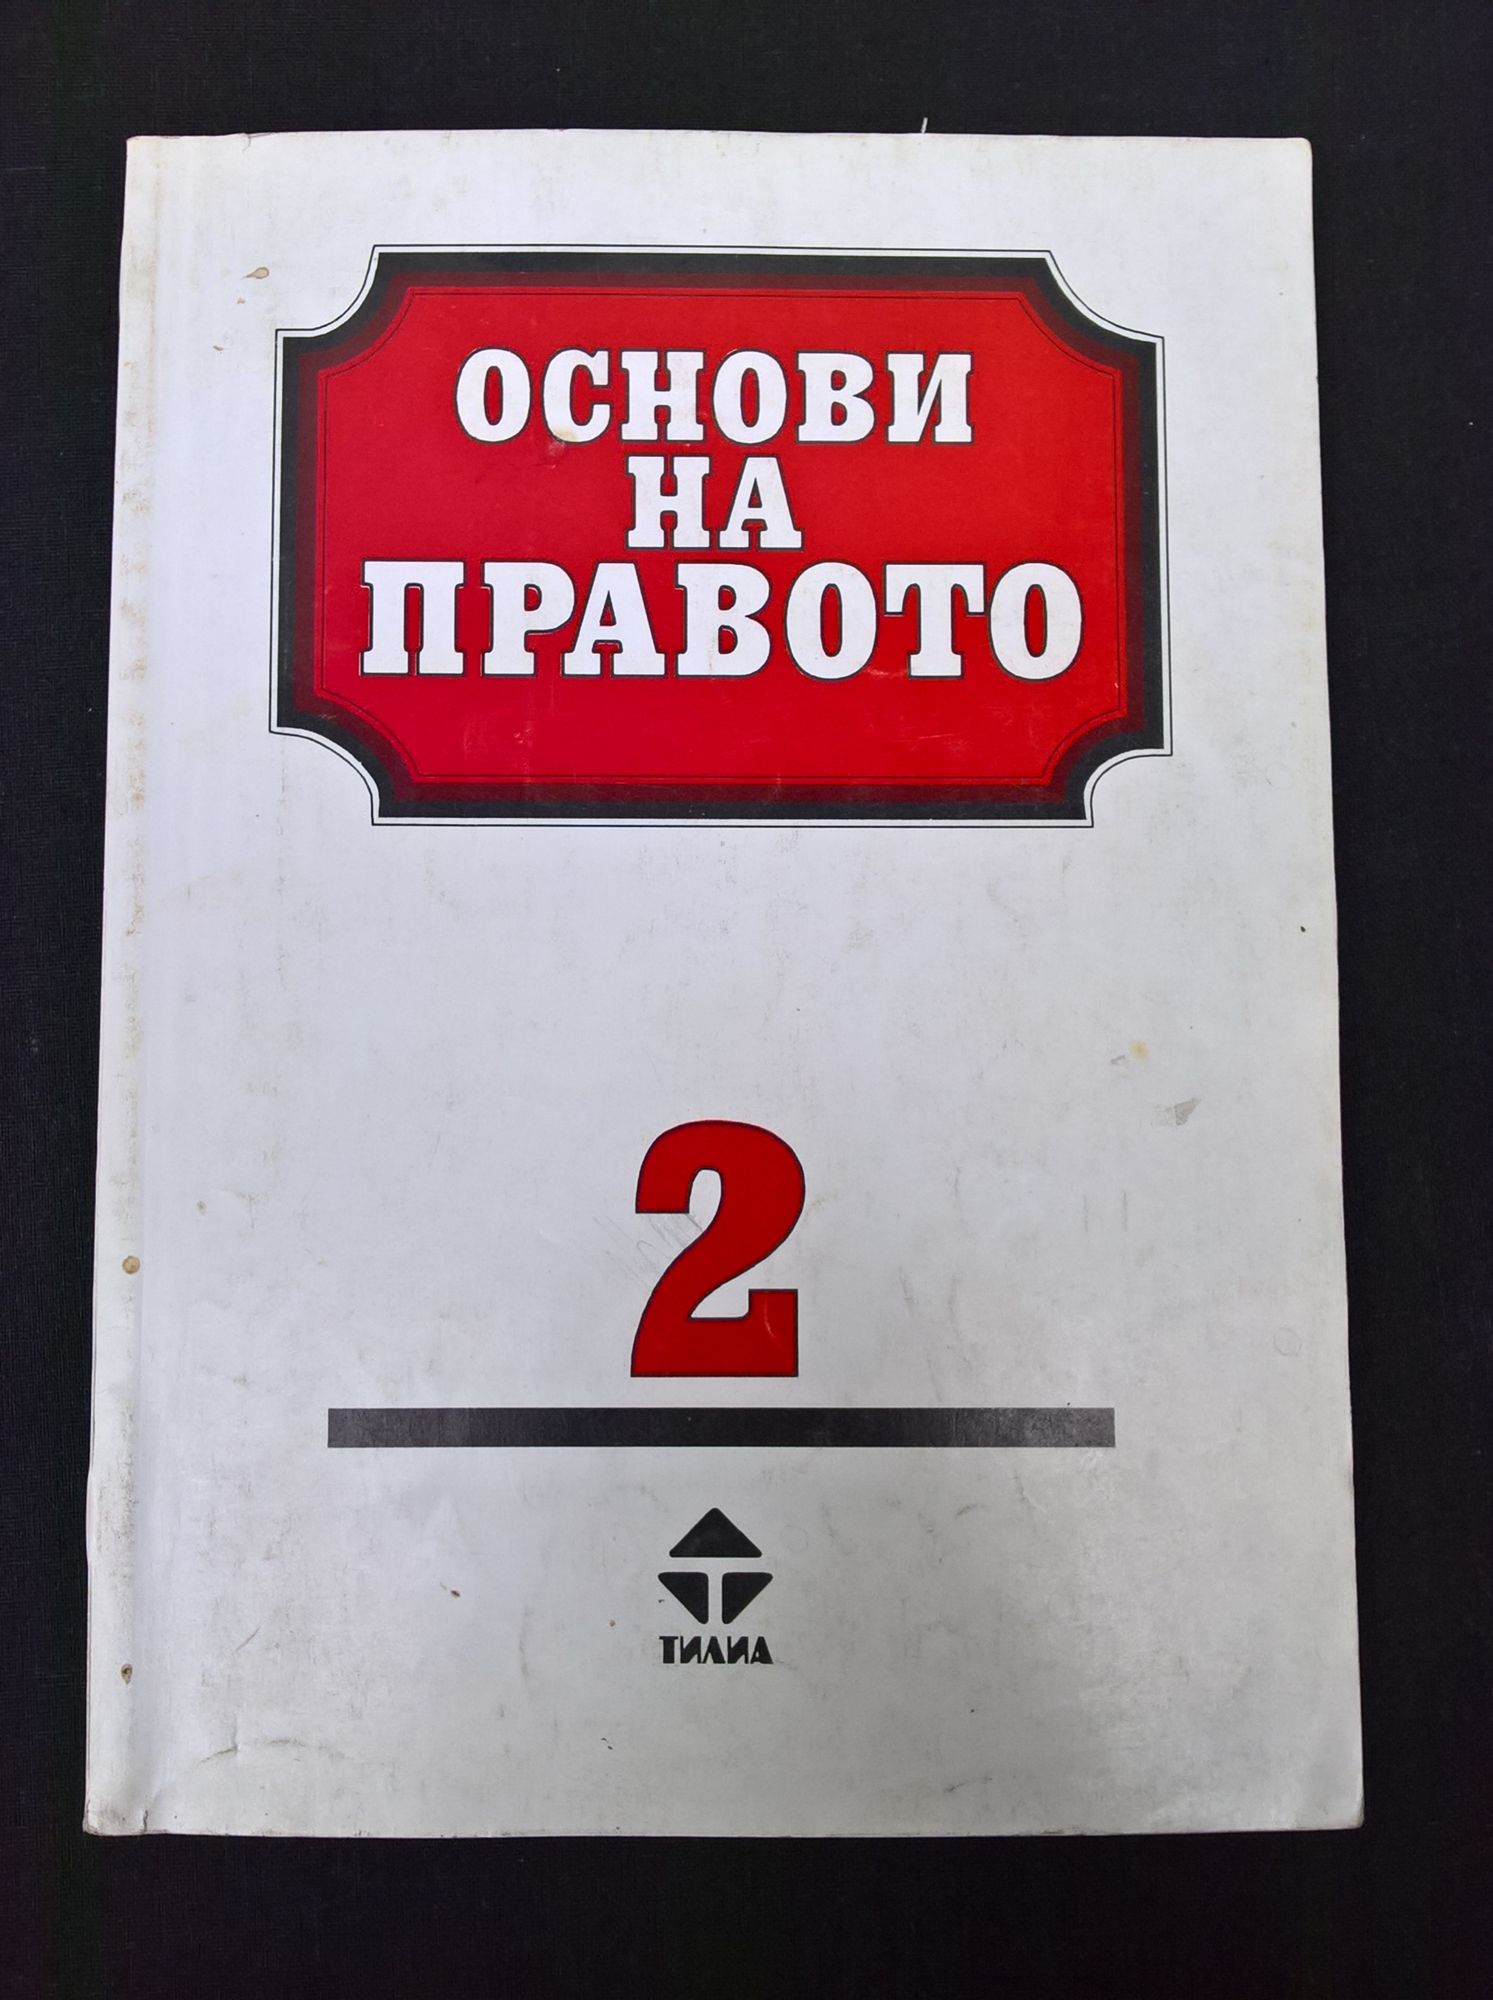 ОСНОВИ
НА
ПРАВОТО
2
ТИЛИА